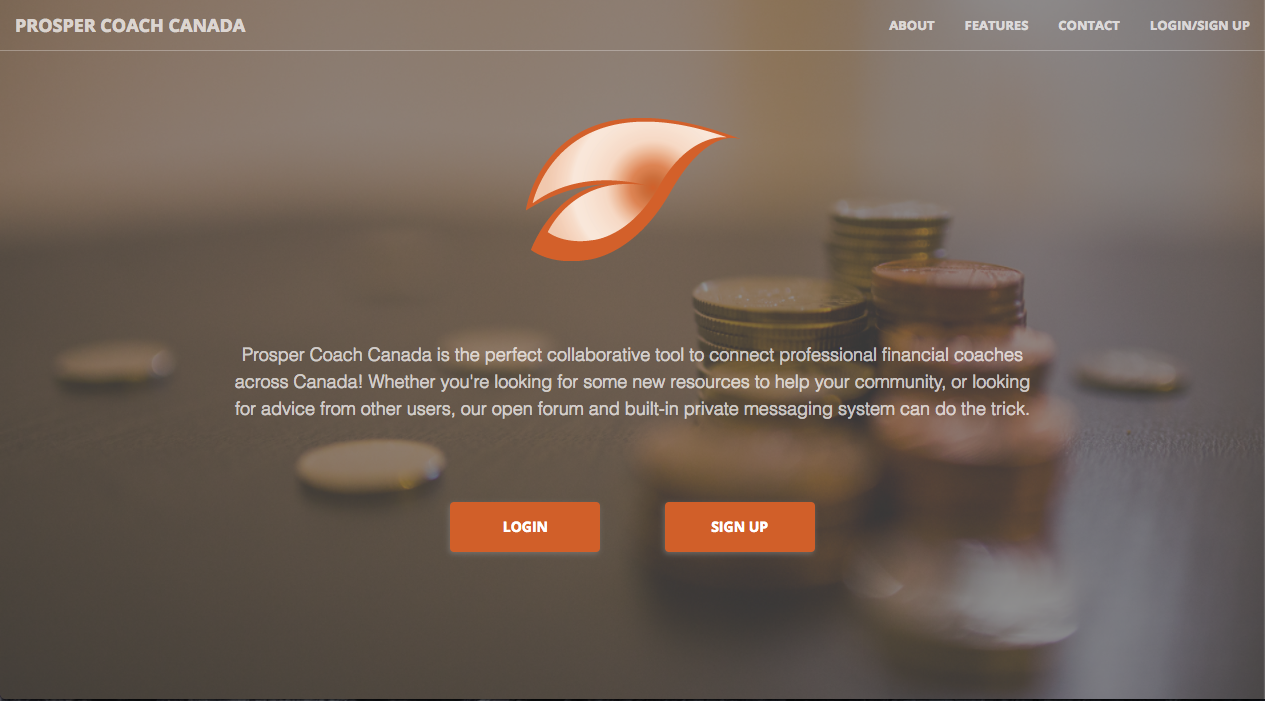 PROSPER COACH CANADA
ABOUT FEATURES CONTACT LOGIN/SIGN UP
Prosper Coach Canada is the perfect collaborative tool to connect professional financial coaches
across Canada! Whether you're looking for some new resources to help your community, or looking
for advice from other users, our open forum and built-in private messaging system can do the trick.
LOGIN SIGN UP